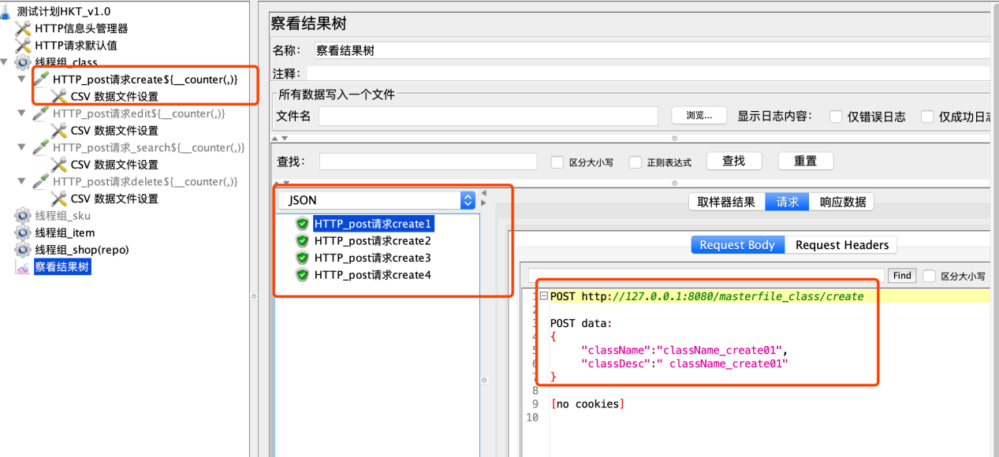 测试计划HKT_v1.0
HTTP信息头管理器
HTTP请求默认值
线程组_class
HTTP_post请求create${__counter(,)}
CSV 数据文件设置
HTTP_post请求edit${__counter(,)}
CSV 数据文件设置
HTTP_post请求_search${__counter(,)}
CSV 数据文件设置
HTTP_post请求delete${__counter(,)}
CSV 数据文件设置
线程组_sku
线程组_item
线程组_shop(repo)
察看结果树
察看结果树
名称： 察看结果树
注释：
所有数据写入一个文件
文件名 浏览... 显示日志内容： 仅错误日志 仅成功日志
查找： 区分大小写 正则表达式 查找 重置
JSON
HTTP_post请求create1
HTTP_post请求create2
HTTP_post请求create3
HTTP_post请求create4
取样器结果 请求 响应数据
Request Body Request Headers
Find 区分大小写
1 POST http://127.0.0.1:8080/masterfile_class/create
2
3 POST data:
4 {
5 "className":"className_create01",
6 "classDesc":" className_create01"
7 }
8
9 [no cookies]
10